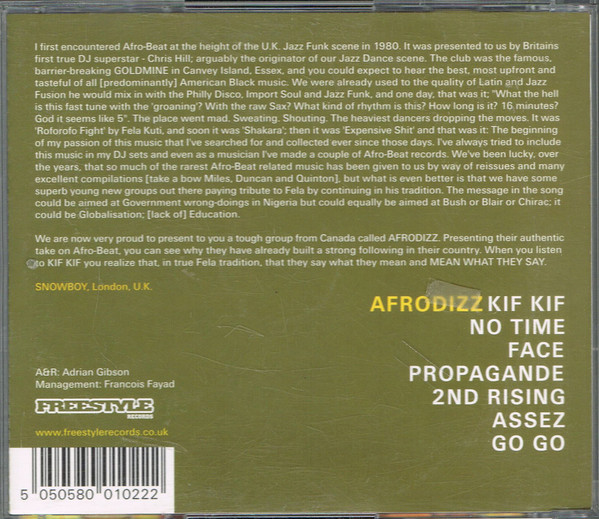 I first encountered Afro-Beat at the height of the U.K. Jazz Funk scene in 1980. It was presented to us by Britains
first true DJ superstar - Chris Hill; arguably the originator of our Jazz Dance scene. The club was the famous,
barrier-breaking GOLDMINE in Canvey Island, Essex, and you could expect to hear the best, most upfront and
tasteful of all [predominantly] American Black music. We were already used to the quality of Latin and Jazz
Fusion he would mix in with the Philly Disco, Import Soul and Jazz Funk, and one day, that was it; "What the hell
is this fast tune with the 'groaning'? With the raw Sax? What kind of rhythm is this? How long is it? 16 minutes?
God it seems like 5". The place went mad. Sweating. Shouting. The heaviest dancers dropping the moves. It was
'Roforofo Fight' by Fela Kuti, and soon it was 'Shakara'; then it was 'Expensive Shit' and that was it: The beginning
of my passion of this music that I've searched for and collected ever since those days. I've always tried to include
this music in my DJ sets and even as a musician I've made a couple of Afro-Beat records. We've been lucky, over
the years, that so much of the rarest Afro-Beat related music has been given to us by way of reissues and many
excellent compilations [take a bow Miles, Duncan and Quinton], but what is even better is that we have some
superb young new groups out there paying tribute to Fela by continuing in his tradition. The message in the song
could be aimed at Government wrong-doings in Nigeria but could equally be aimed at Bush or Blair or Chirac; it
could be Globalisation; [lack of] Education.
We are now very proud to present to you a tough group from Canada called AFRODIZZ. Presenting their authentic
take on Afro-Beat, you can see why they have already built a strong following in their country. When you listen
to KIF KIF you realize that, in true Fela tradition, that they say what they mean and MEAN WHAT THEY SAY.
SNOWBOY, London, U.K.
AFRODIZZ KIF KIF
NO TIME
FACE
PROPAGANDE
2ND RISING
ASSEZ
GO GO
A&R: Adrian Gibson
Management: Francois Fayad
FREESTYLE
RECORDS
www.freestylerecords.co.uk
5 050580 010222